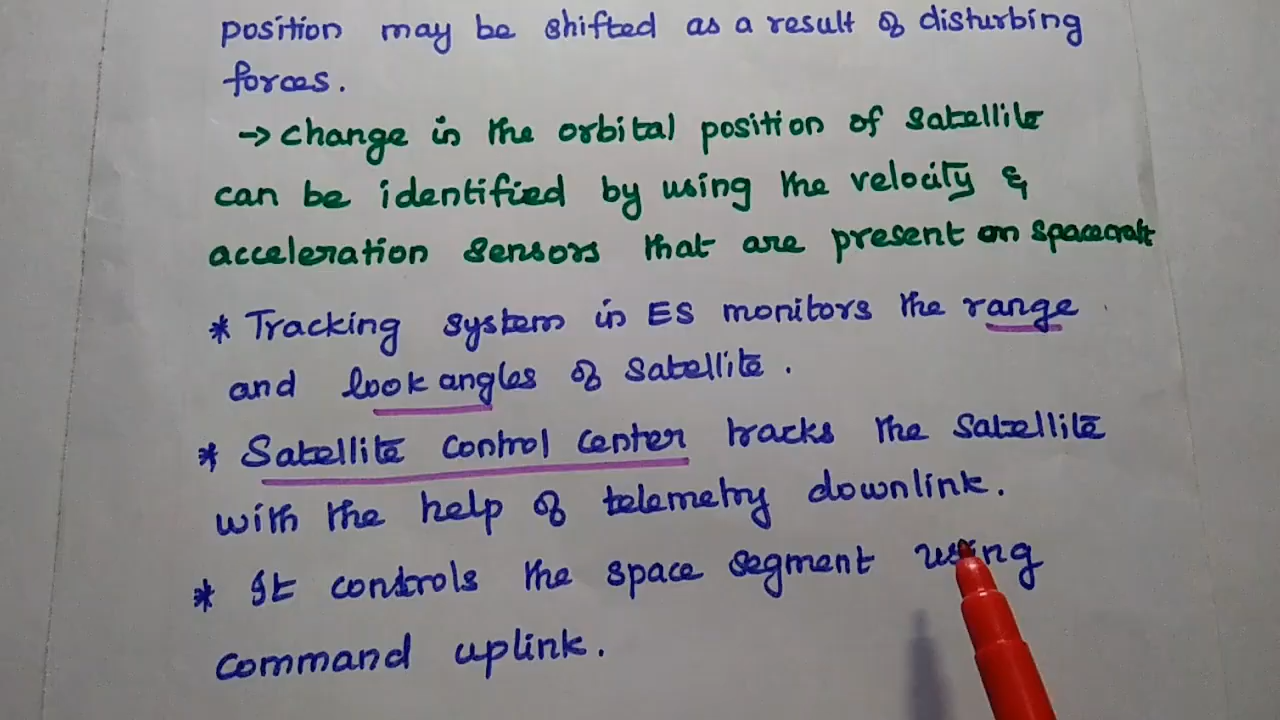 position may be shifted as a result of disturbing
forces.
→ change in the orbital position of satellite
can be identified by using the velocity &
acceleration sensors that are present on spacecraft
* Tracking system in ES monitors the range
and look angles of satellite.
* Satellite control center tracks the satellite
with the help of telemetry downlink.
* It controls the space segment using
command uplink.